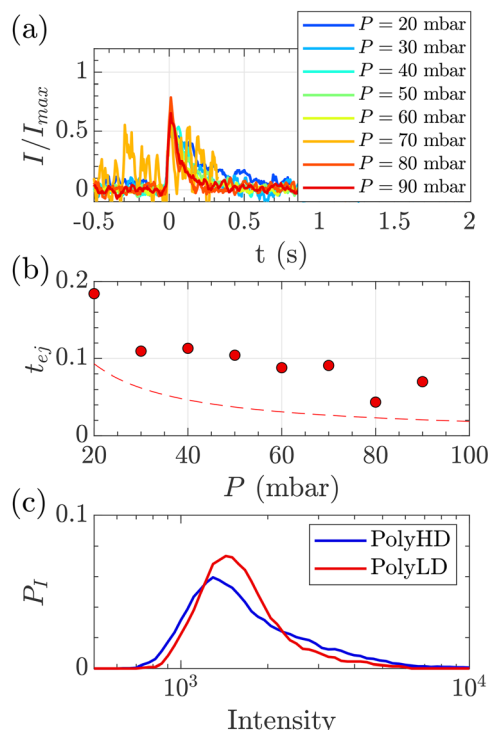 (a)
P = 20 mbar
P = 30 mbar
P = 40 mbar
P = 50 mbar
P = 60 mbar
P = 70 mbar
P = 80 mbar
P = 90 mbar
I/I_max
1
0.5
0
-0.5 0 0.5 1 1.5 2
t (s)
(b)
t_ej
0.2
0.1
0
20 40 60 80 100
P (mbar)
(c)
P_I
0.1
0
PolyHD
PolyLD
10^3 10^4
Intensity